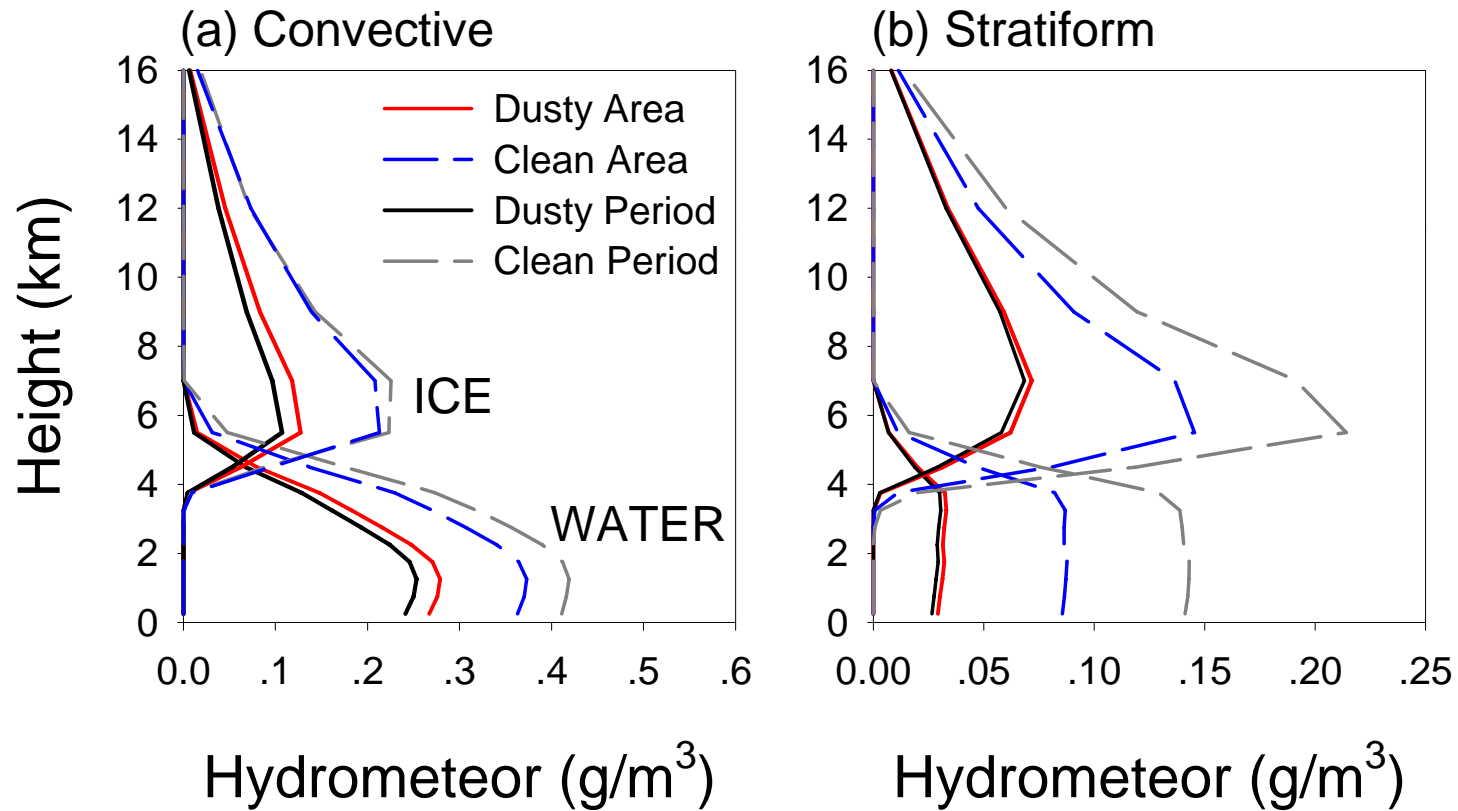 (a) Convective
(b) Stratiform
Height (km)
16
14
12
10
8
6
4
2
0
Dusty Area
Clean Area
Dusty Period
Clean Period
ICE
WATER
0.0 .1 .2 .3 .4 .5 .6
Hydrometeor (g/m³)
16
14
12
10
8
6
4
2
0
0.00 .05 .10 .15 .20 .25
Hydrometeor (g/m³)